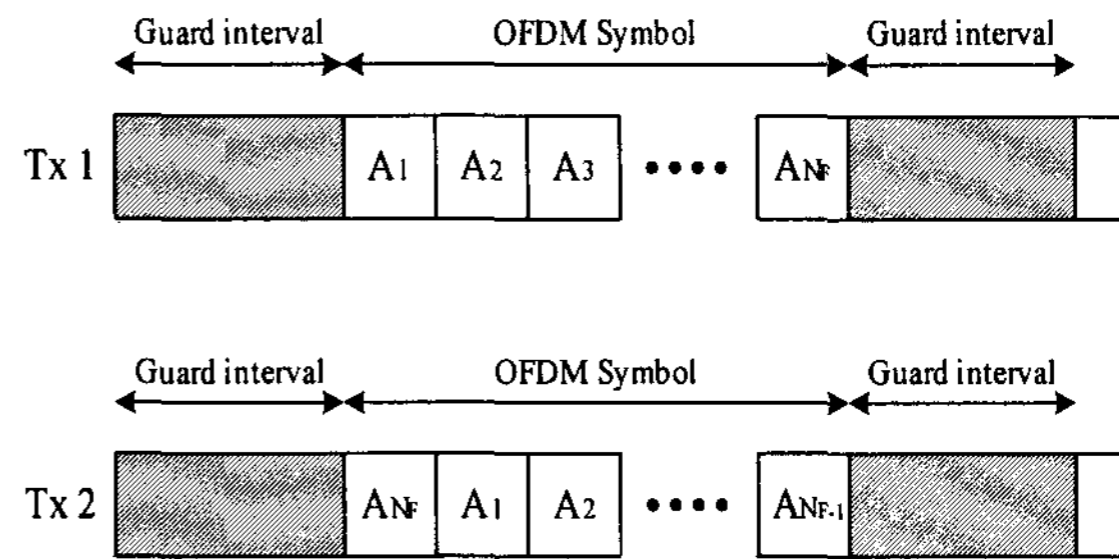 Guard interval OFDM Symbol Guard interval
Tx 1 A1 A2 A3 •••• ANF
Guard interval OFDM Symbol Guard interval
Tx 2 ANF A1 A2 •••• ANF-1